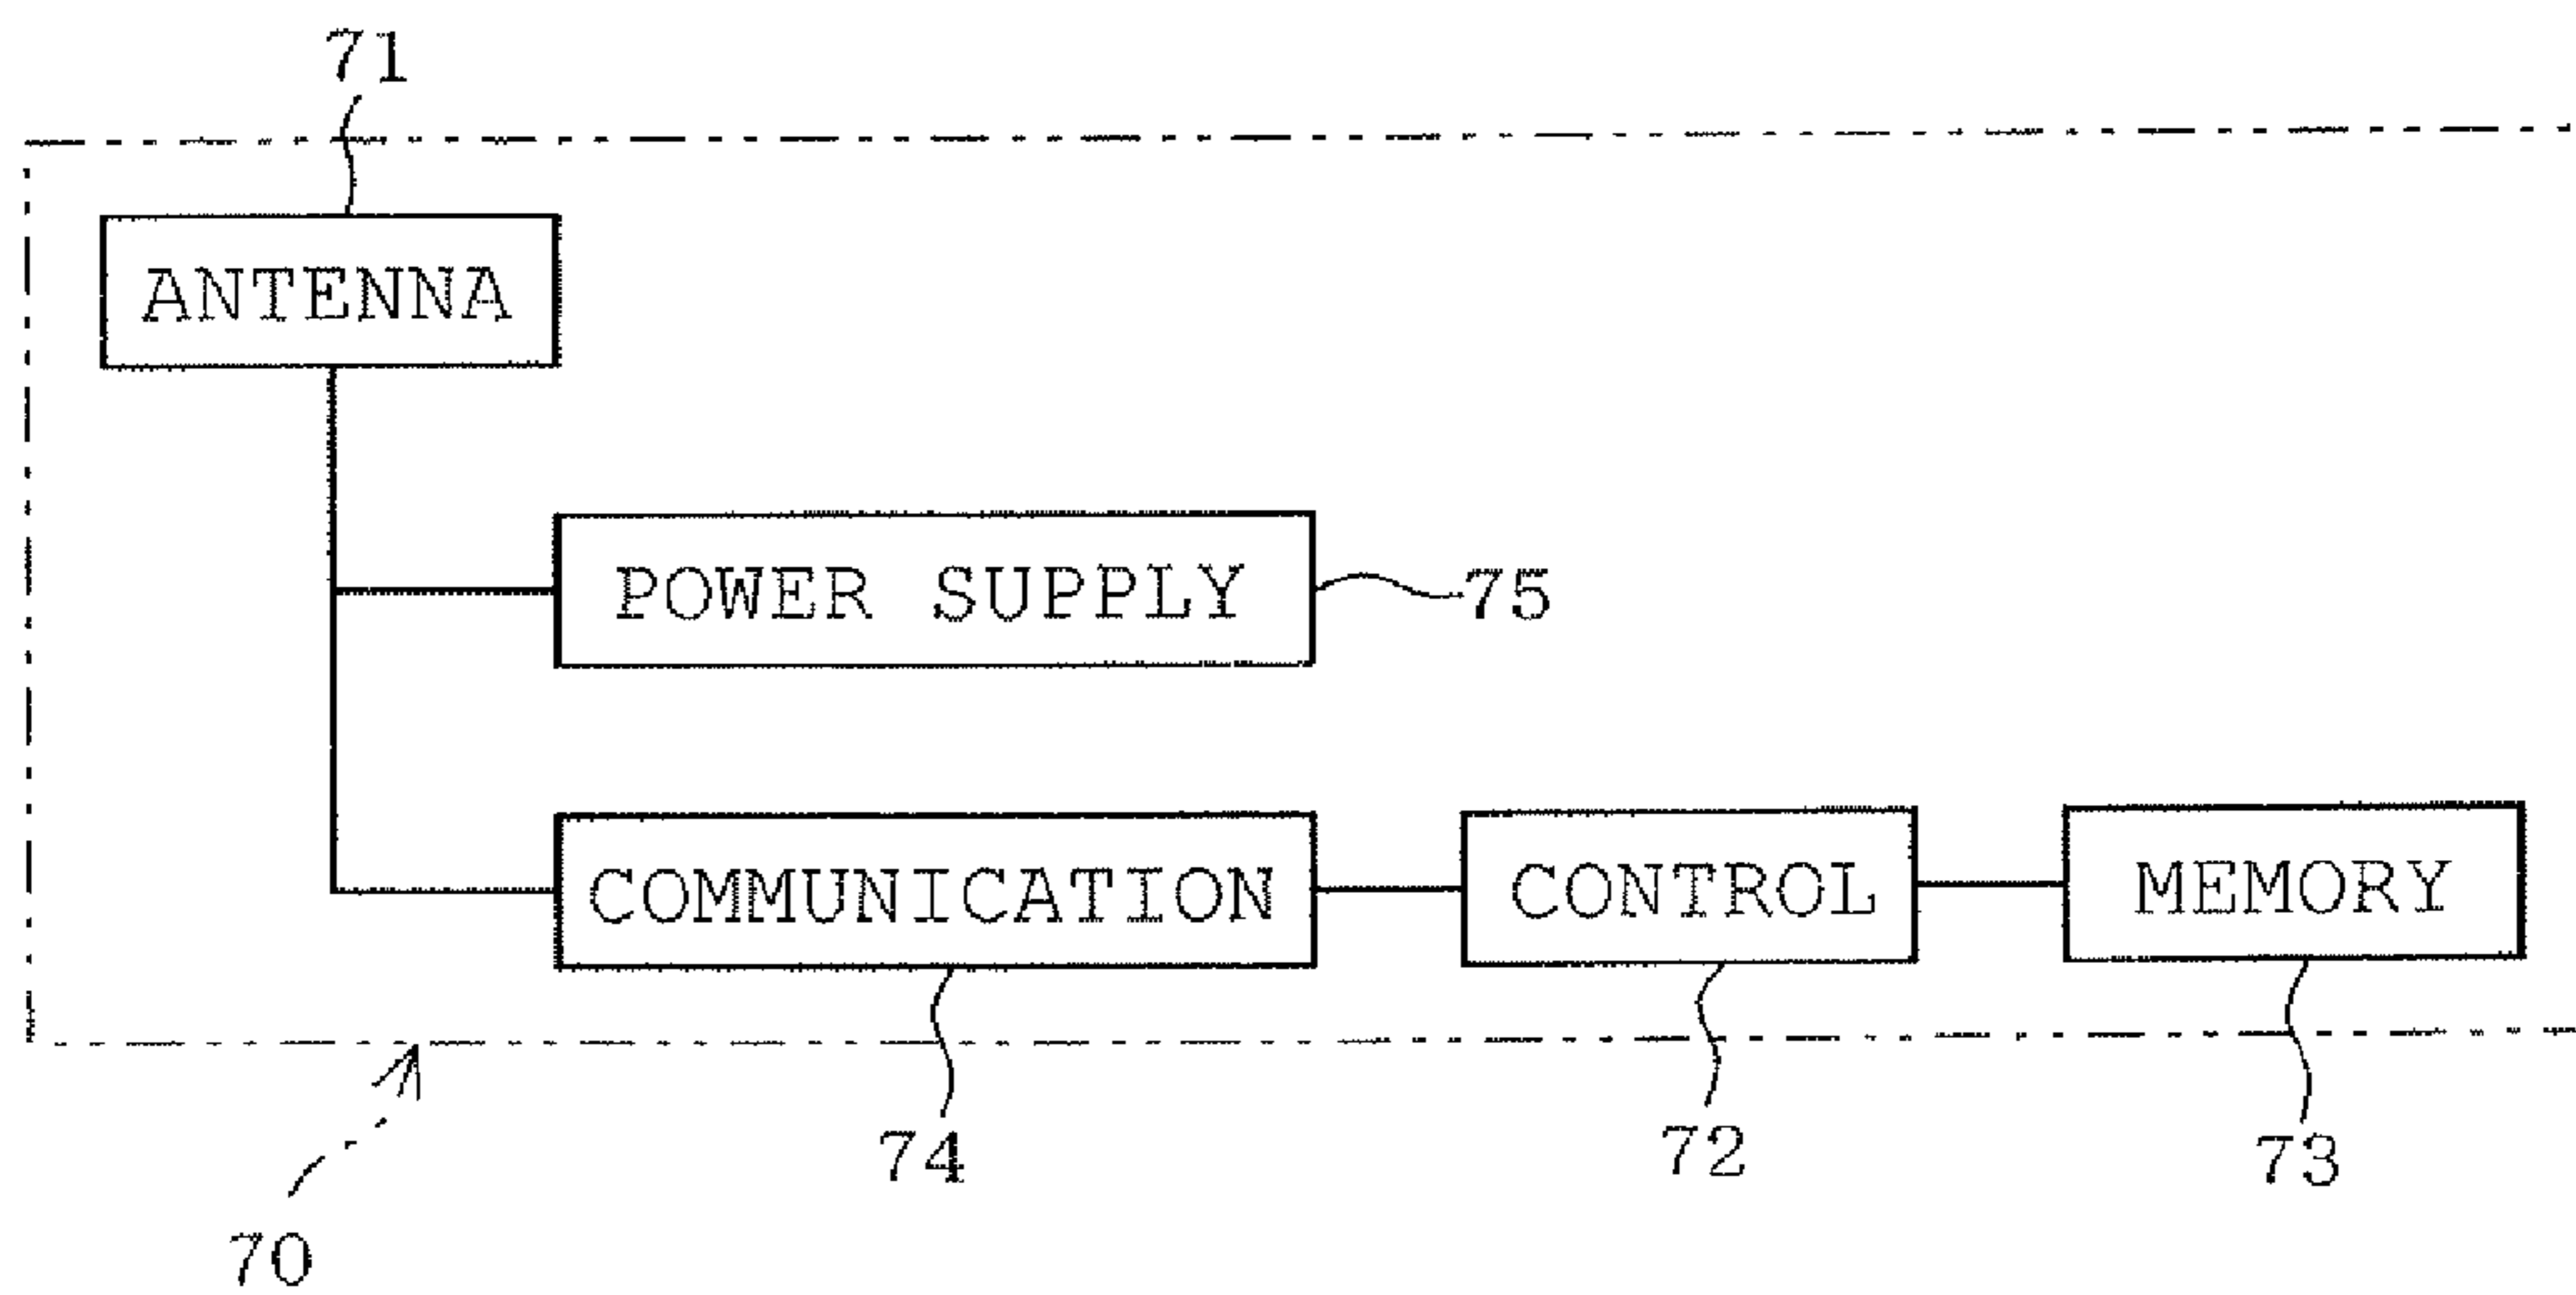 71
ANTENNA
POWER SUPPLY
75
COMMUNICATION
CONTROL
MEMORY
74
72
73
70